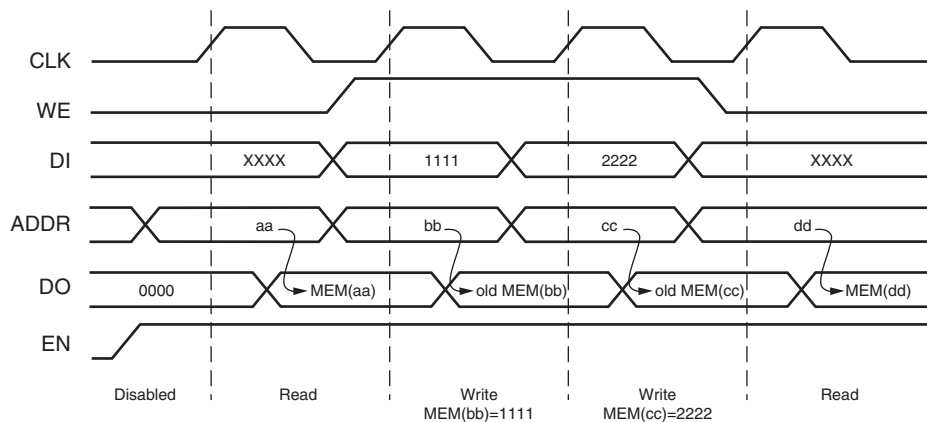 CLK
WE
DI
XXXX
1111
2222
XXXX
ADDR
aa
bb
cc
dd
DO
0000
MEM(aa)
old MEM(bb)
old MEM(cc)
MEM(dd)
EN
Disabled
Read
Write
MEM(bb)=1111
Write
MEM(cc)=2222
Read